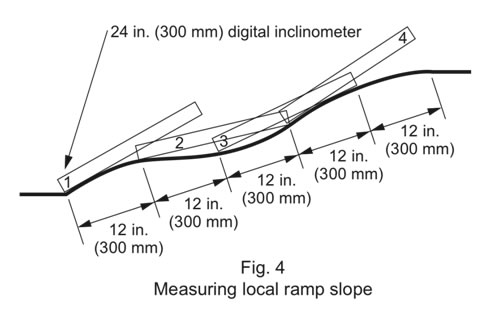 24 in. (300 mm) digital inclinometer
4
2
3
1
12 in.
(300 mm)
12 in.
(300 mm)
12 in.
(300 mm)
12 in.
(300 mm)
12 in.
(300 mm)
Fig. 4
Measuring local ramp slope